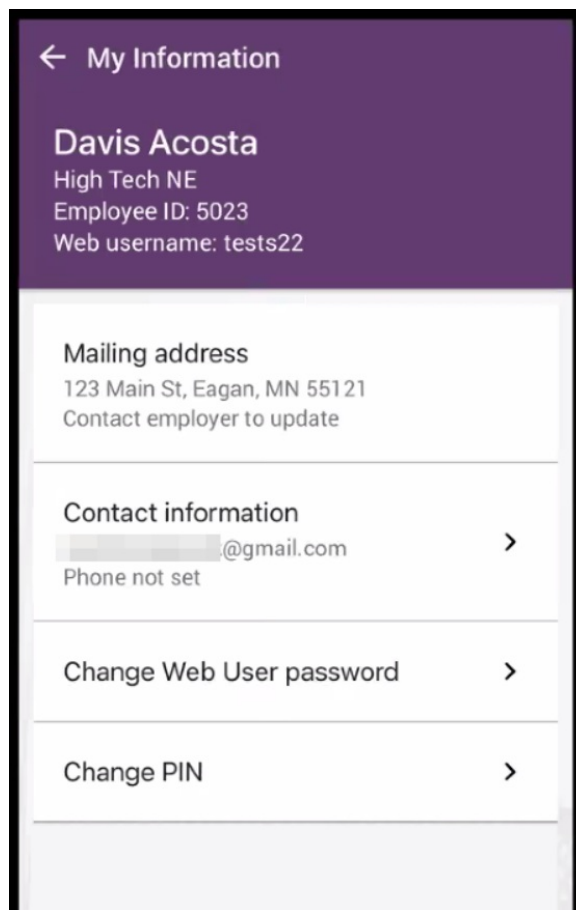 My Information
Davis Acosta
High Tech NE
Employee ID: 5023
Web username: tests22
Mailing address
123 Main St, Eagan, MN 55121
Contact employer to update
Contact information
@gmail.com
Phone not set
Change Web User password
Change PIN